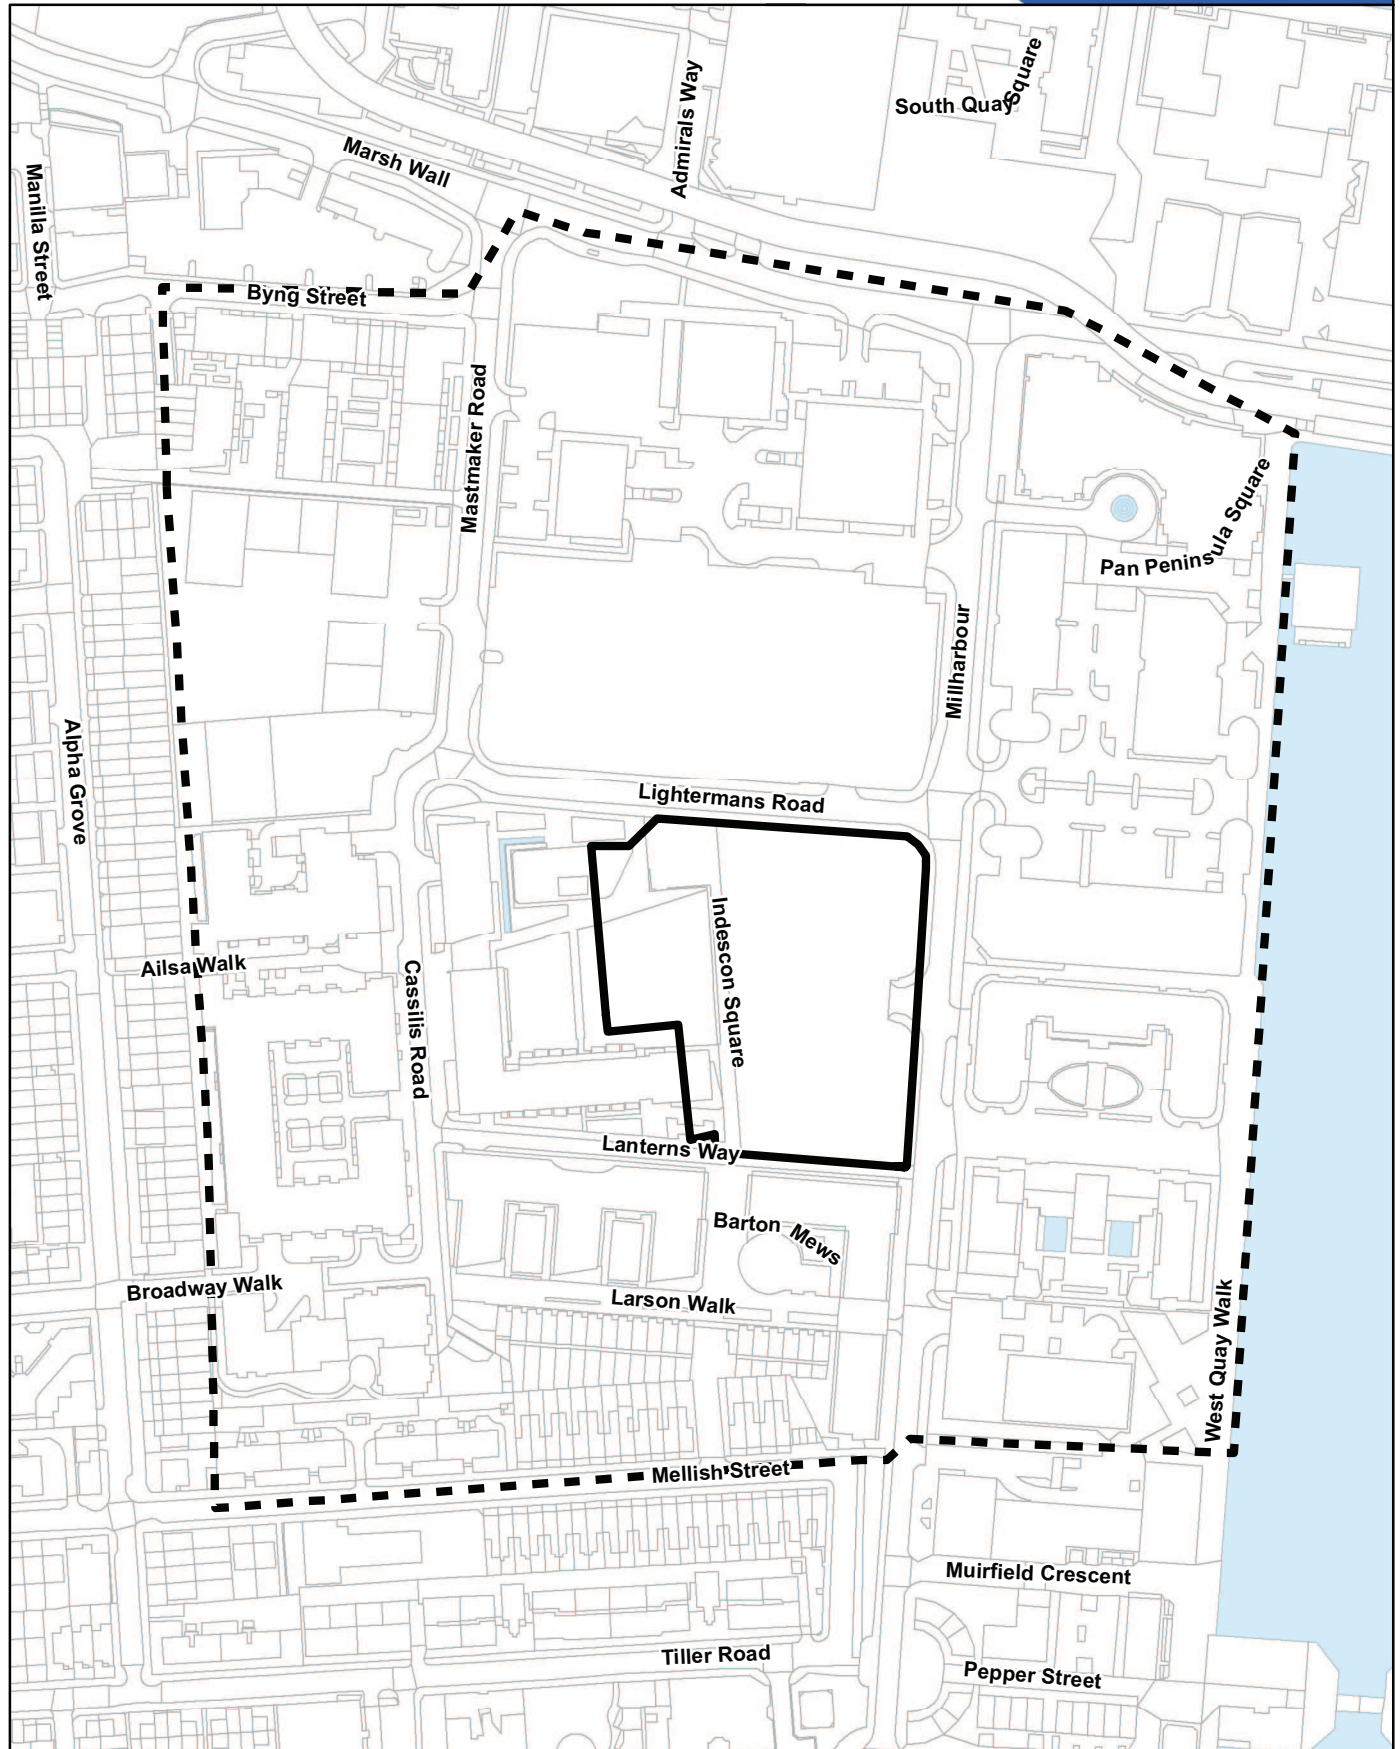 South Quay Square
Admirals Way
Marsh Wall
Manilla Street
Byng Street
Mastmaker Road
Pan Peninsula Square
Millharbour
Alpha Grove
Lightermans Road
Indescon Square
Ailsa Walk
Cassilis Road
Lanterns Way
Barton Mews
Broadway Walk
Larson Walk
West Quay Walk
Mellish Street
Muirfield Crescent
Tiller Road
Pepper Street